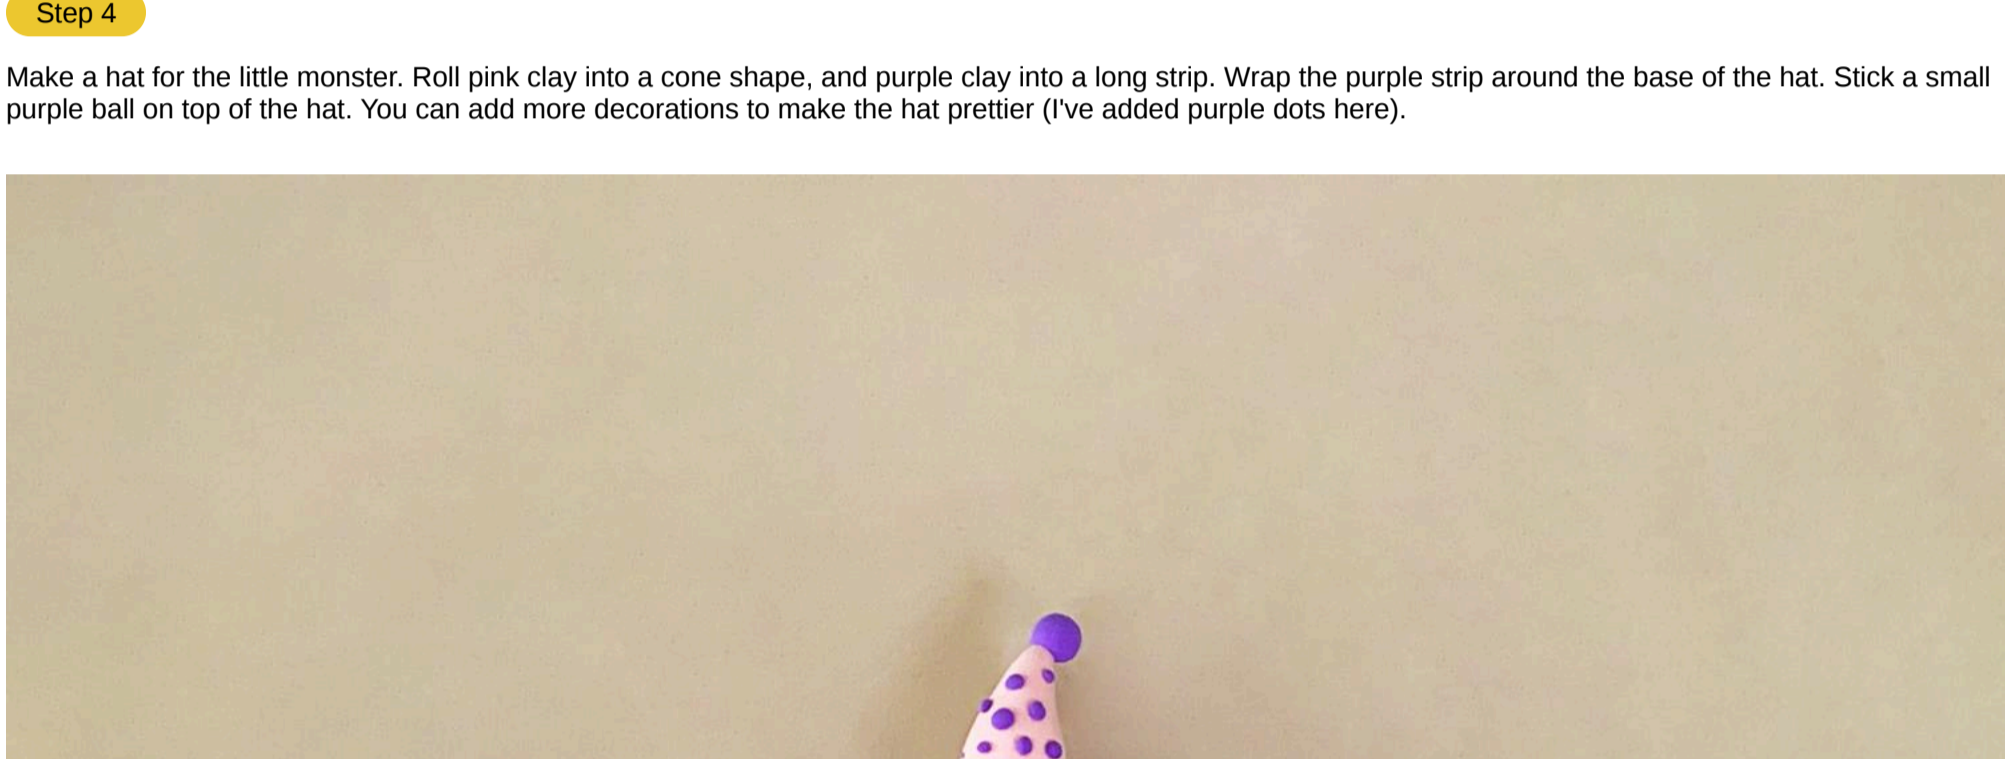 Step 4
Make a hat for the little monster. Roll pink clay into a cone shape, and purple clay into a long strip. Wrap the purple strip around the base of the hat. Stick a small
purple ball on top of the hat. You can add more decorations to make the hat prettier (I've added purple dots here).